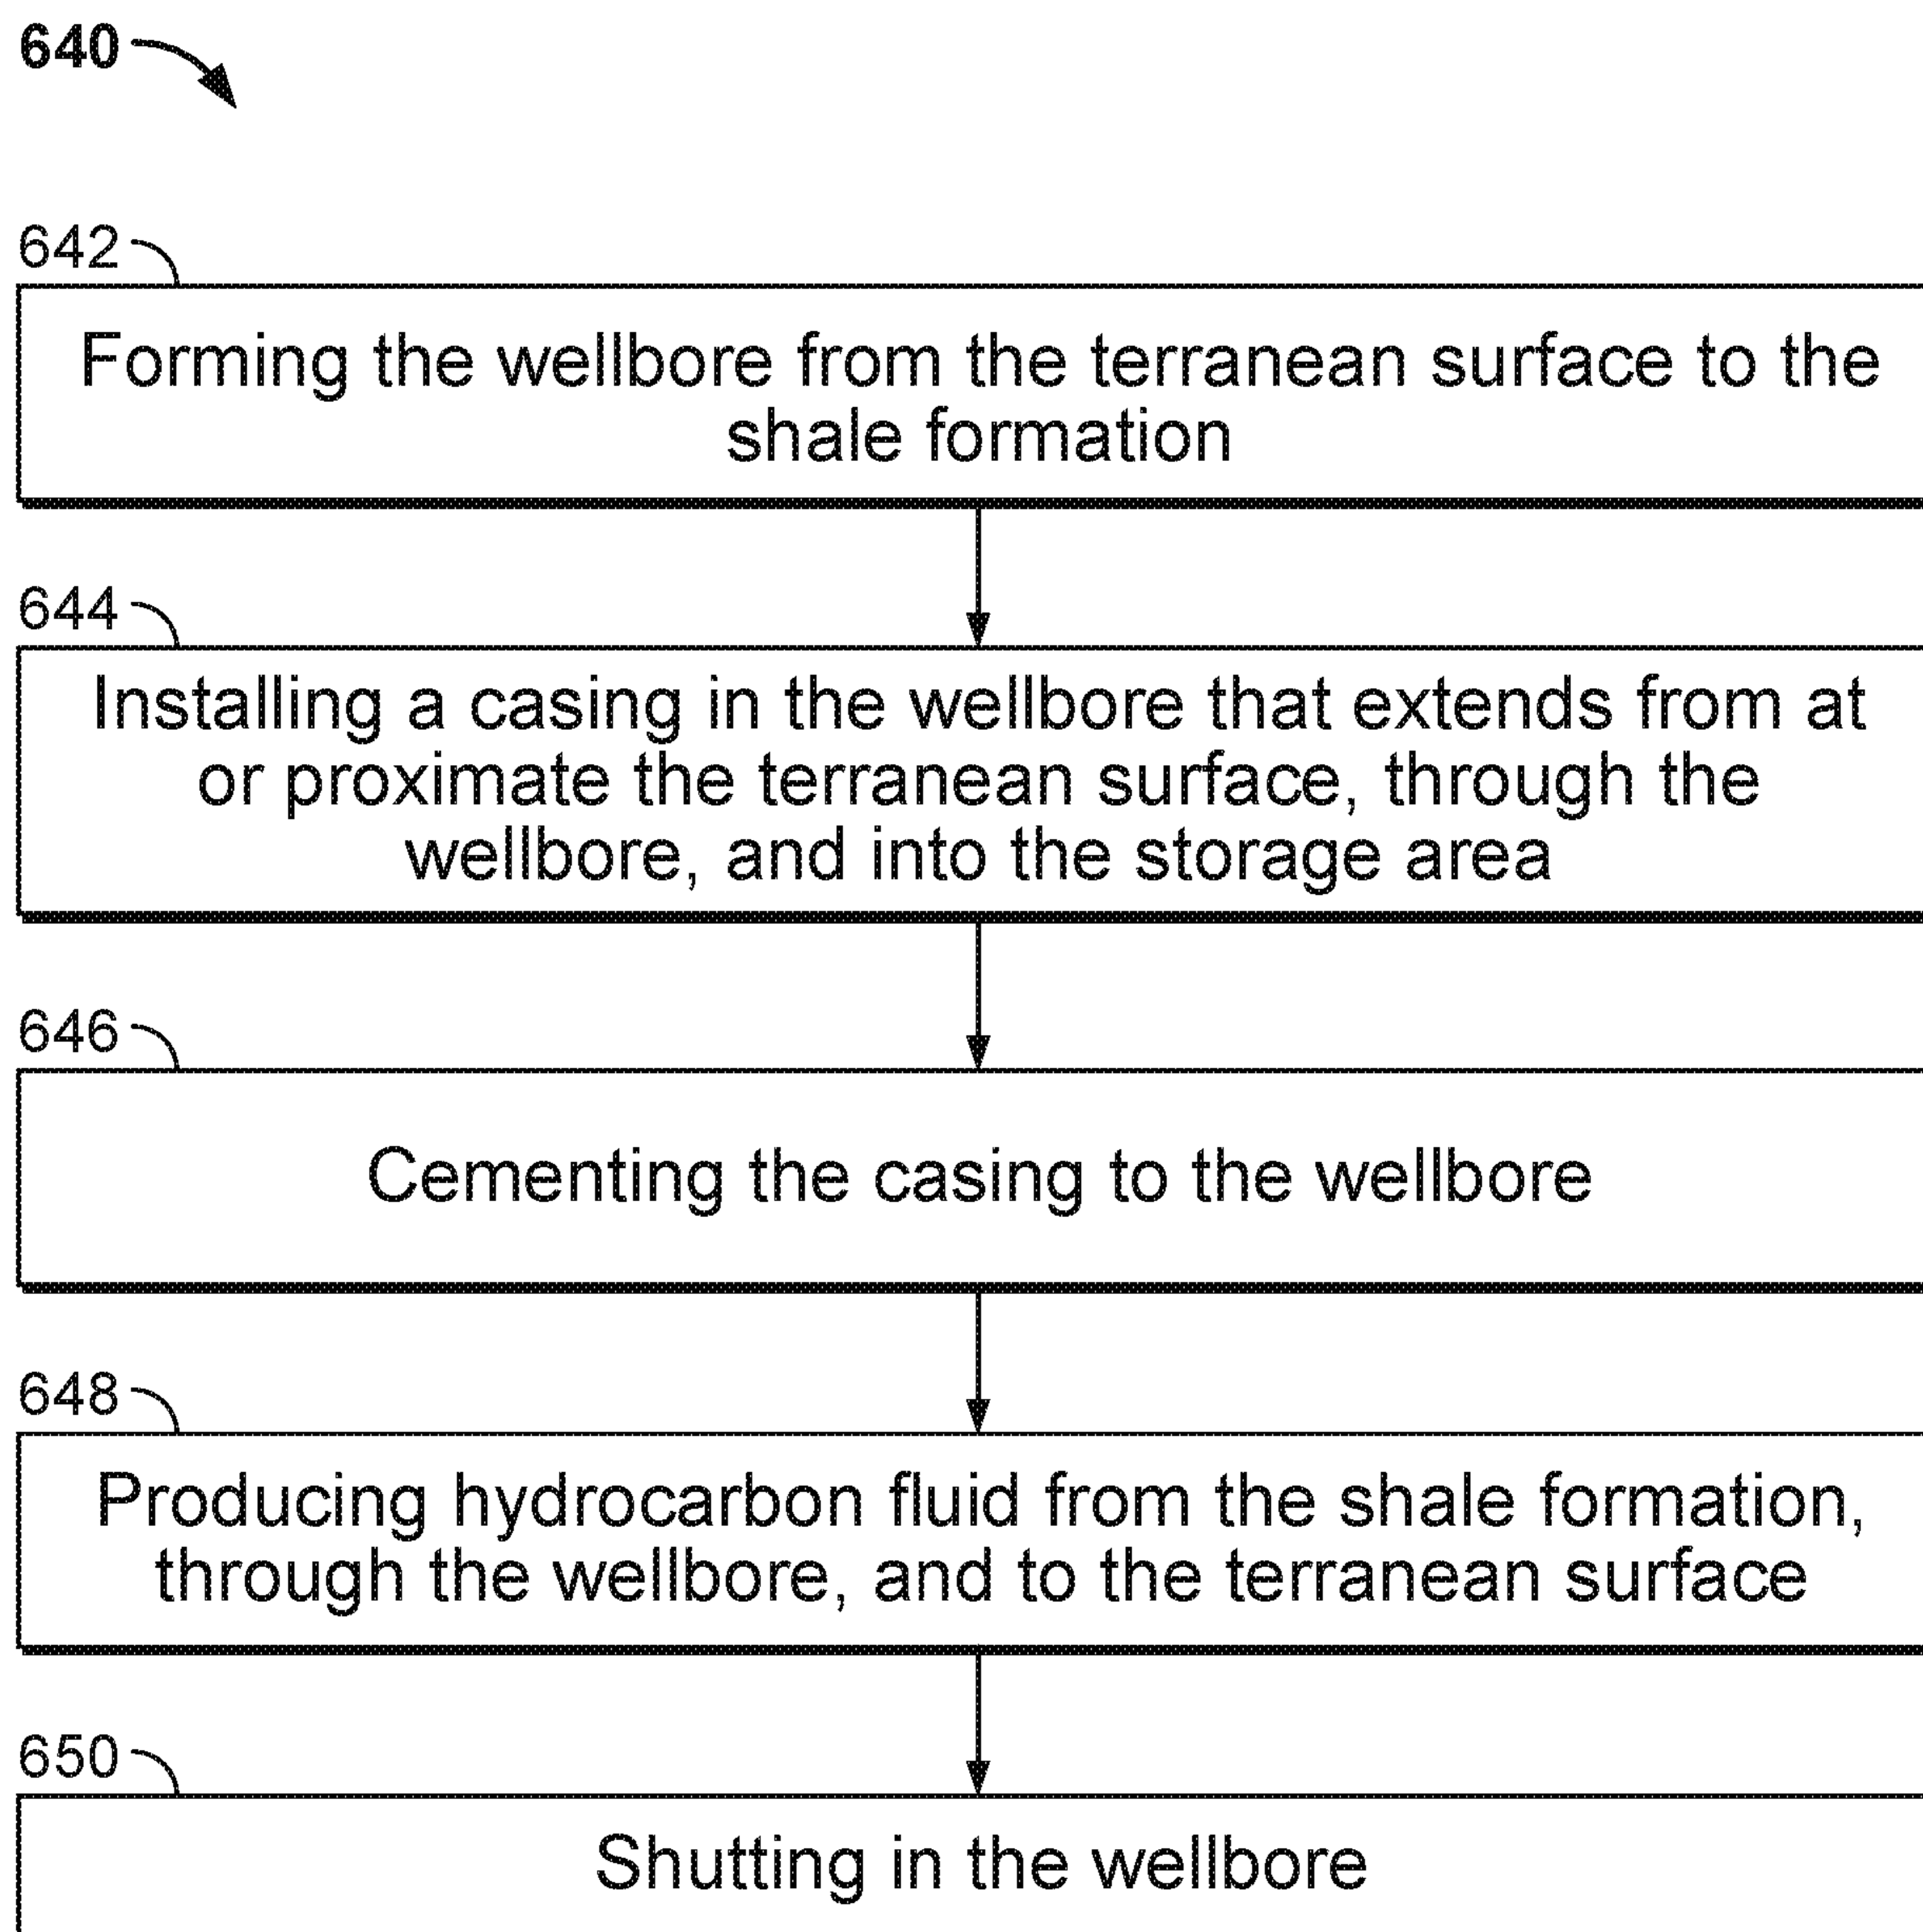 640
642
Forming the wellbore from the terranean surface to the
shale formation
644
Installing a casing in the wellbore that extends from at
or proximate the terranean surface, through the
wellbore, and into the storage area
646
Cementing the casing to the wellbore
648
Producing hydrocarbon fluid from the shale formation,
through the wellbore, and to the terranean surface
650
Shutting in the wellbore